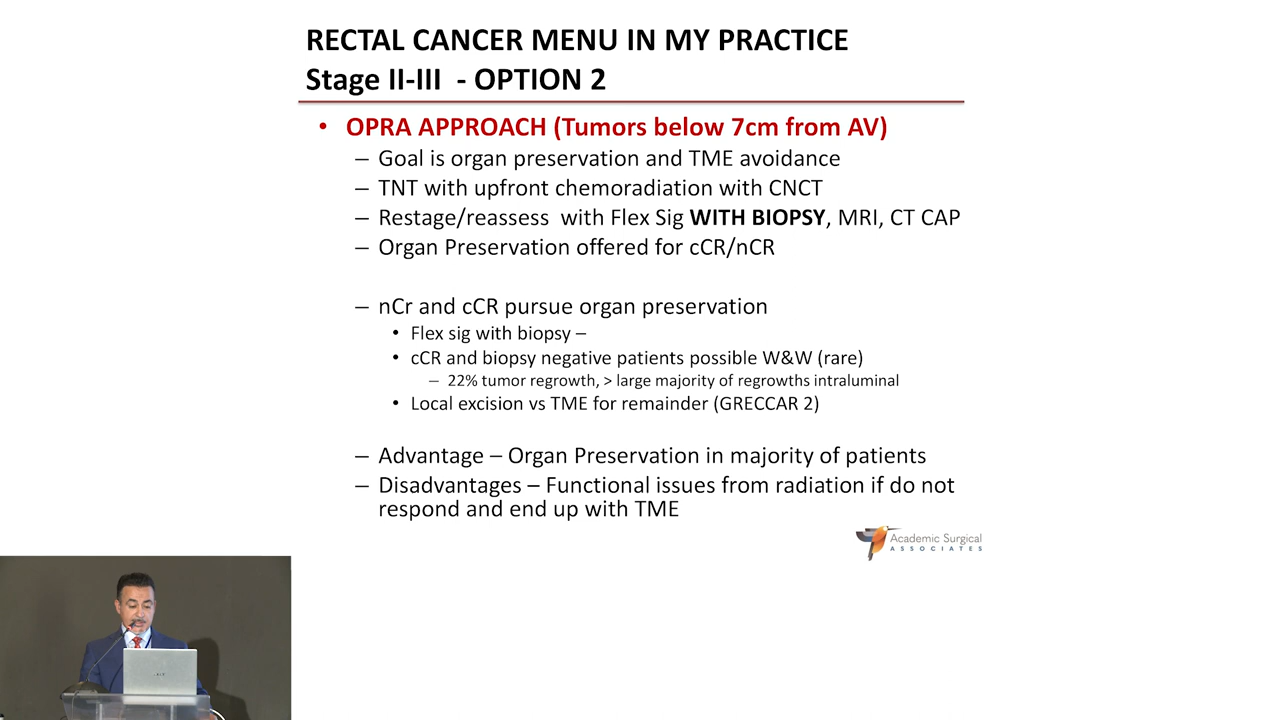 RECTAL CANCER MENU IN MY PRACTICE
Stage II-III - OPTION 2
• OPRA APPROACH (Tumors below 7cm from AV)
– Goal is organ preservation and TME avoidance
– TNT with upfront chemoradiation with CNCT
– Restage/reassess with Flex Sig WITH BIOPSY, MRI, CT CAP
– Organ Preservation offered for cCR/nCR
– nCr and cCR pursue organ preservation
• Flex sig with biopsy –
• cCR and biopsy negative patients possible W&W (rare)
– 22% tumor regrowth, > large majority of regrowths intraluminal
• Local excision vs TME for remainder (GRECCAR 2)
– Advantage – Organ Preservation in majority of patients
– Disadvantages – Functional issues from radiation if do not
respond and end up with TME
Academic Surgical
ASSOCIATES